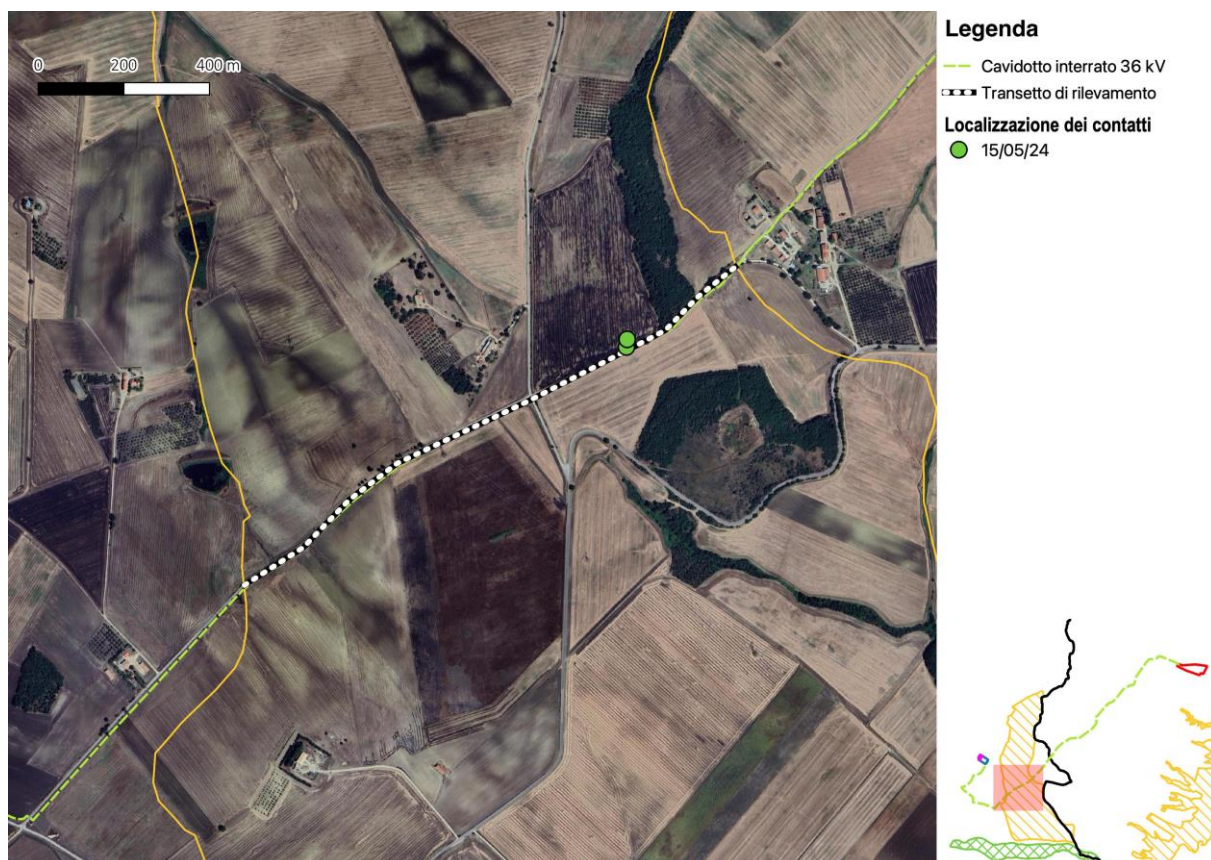 0 200 400 m
Legenda
Cavidotto interrato 36 kV
Transetto di rilevamento
Localizzazione dei contatti
15/05/24